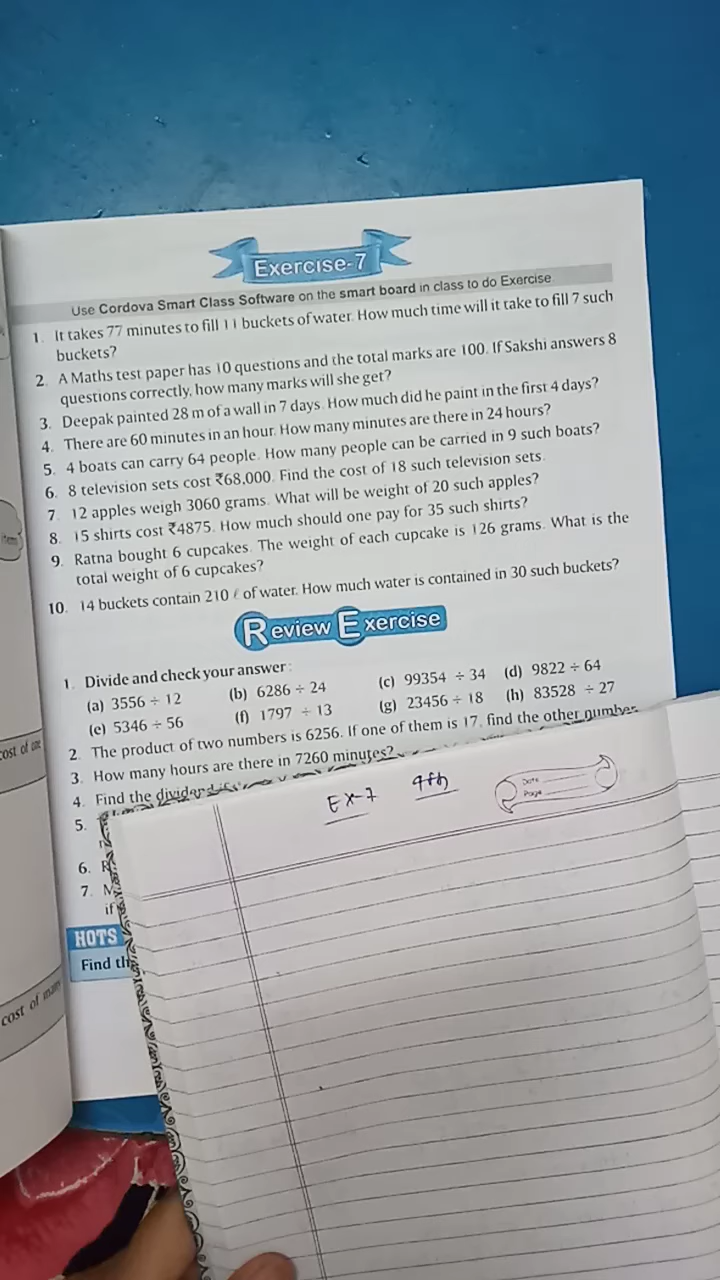 Exercise-7
Use Cordova Smart Class Software on the smart board in class to do Exercise
1. It takes 77 minutes to fill 11 buckets of water. How much time will it take to fill 7 such
buckets?
2. A Maths test paper has 10 questions and the total marks are 100. If Sakshi answers 8
questions correctly, how many marks will she get?
3. Deepak painted 28 m of a wall in 7 days. How much did he paint in the first 4 days?
4. There are 60 minutes in an hour. How many minutes are there in 24 hours?
5. 4 boats can carry 64 people. How many people can be carried in 9 such boats?
6. 8 television sets cost ₹68,000. Find the cost of 18 such television sets.
7. 12 apples weigh 3060 grams. What will be weight of 20 such apples?
8. 15 shirts cost ₹4875. How much should one pay for 35 such shirts?
9. Ratna bought 6 cupcakes. The weight of each cupcake is 126 grams. What is the
total weight of 6 cupcakes?
10. 14 buckets contain 210 ℓ of water. How much water is contained in 30 such buckets?
Review Exercise
1. Divide and check your answer:
(a) 3556 ÷ 12 (b) 6286 ÷ 24 (c) 99354 ÷ 34 (d) 9822 ÷ 64
(e) 5346 ÷ 56 (f) 1797 ÷ 13 (g) 23456 ÷ 18 (h) 83528 ÷ 27
2. The product of two numbers is 6256. If one of them is 17, find the other number.
3. How many hours are there in 7260 minutes?
4. Find the dividend if
5.
6.
7.
if
HOTS
Find
cost of one
cost of many
Ex-7 4th
Date
Page